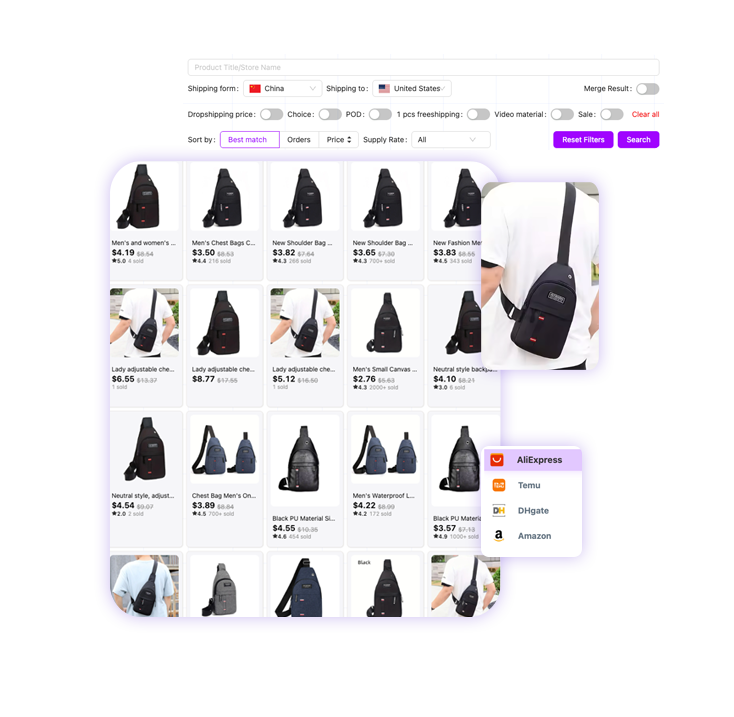 Product Title/Store Name
Shipping form: China Shipping to: United States Merge Result:
Dropshipping price: Choice: POD: 1 pcs freeshipping: Video material: Sale: Clear all
Sort by: Best match Orders Price Supply Rate: All Reset Filters Search
Men's and women's ... Men's Chest Bags C... New Shoulder Bag ... New Shoulder Bag ... New Fashion Me
$4.19 $8.54 $3.50 $8.53 $3.82 $7.64 $3.65 $7.30 $3.83 $8.55
★5.0 4 sold ★4.4 216 sold ★4.3 268 sold ★4.3 700+ sold ★4.5 343 sold
Lady adjustable che... Neutral style, adjust... Lady adjustable che... Men's Small Canvas ... Neutral style backpa
$6.55 $13.37 $8.77 $17.55 $5.12 $16.50 $2.76 $5.63 $4.10 $8.21
1 sold 1 sold ★4.3 2000+ sold ★3.0 6 sold
Neutral style, adjust... Chest Bag Men's On... Men's Waterproof L...
$4.54 $9.07 $3.89 $8.84 $4.22 $8.99
★2.0 2 sold ★4.5 700+ sold ★4.2 172 sold
Black PU Material Si... Black PU Material
$4.55 $10.36 $3.57 $7.13
★4.6 454 sold ★4.9 1000+ sold
Black
AliExpress
Temu
DH DHgate
a Amazon